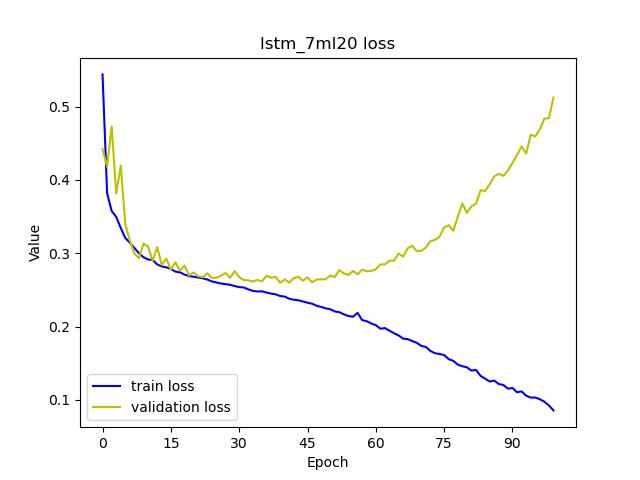 lstm_7ml20 loss
Value
0.5
0.4
0.3
0.2
0.1
train loss
validation loss
0 15 30 45 60 75 90
Epoch